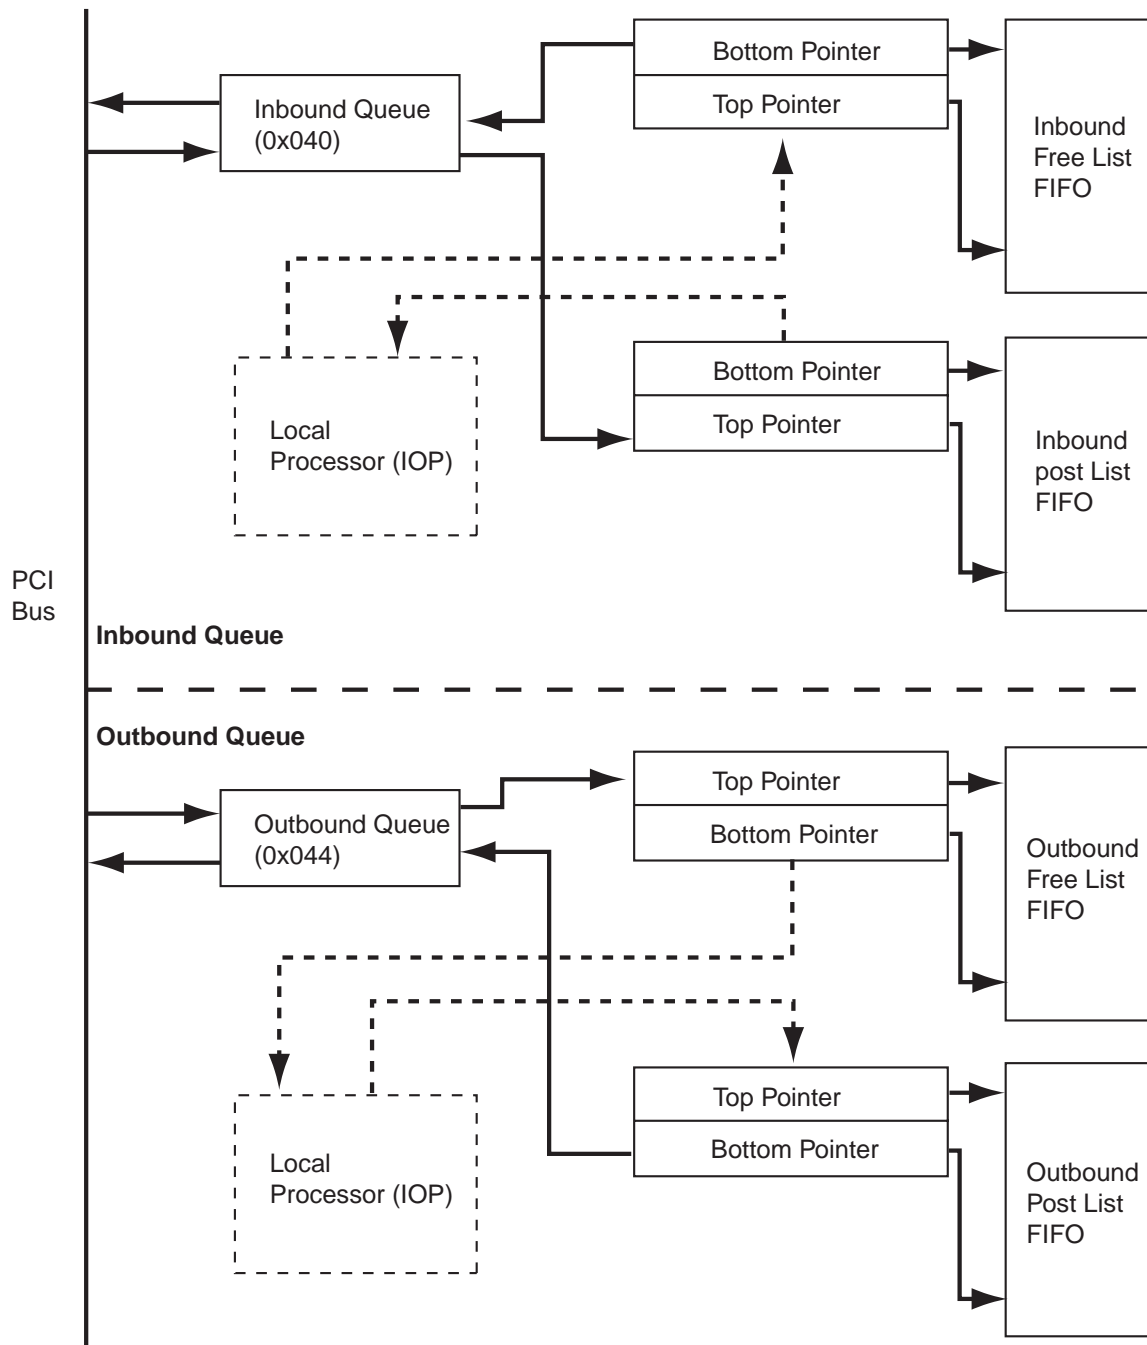 Bottom Pointer
Top Pointer
Inbound Queue
(0x040)
Inbound
Free List
FIFO
Bottom Pointer
Top Pointer
Local
Processor (IOP)
Inbound
post List
FIFO
PCI
Bus
Inbound Queue
Outbound Queue
Top Pointer
Bottom Pointer
Outbound Queue
(0x044)
Outbound
Free List
FIFO
Top Pointer
Bottom Pointer
Local
Processor (IOP)
Outbound
Post List
FIFO